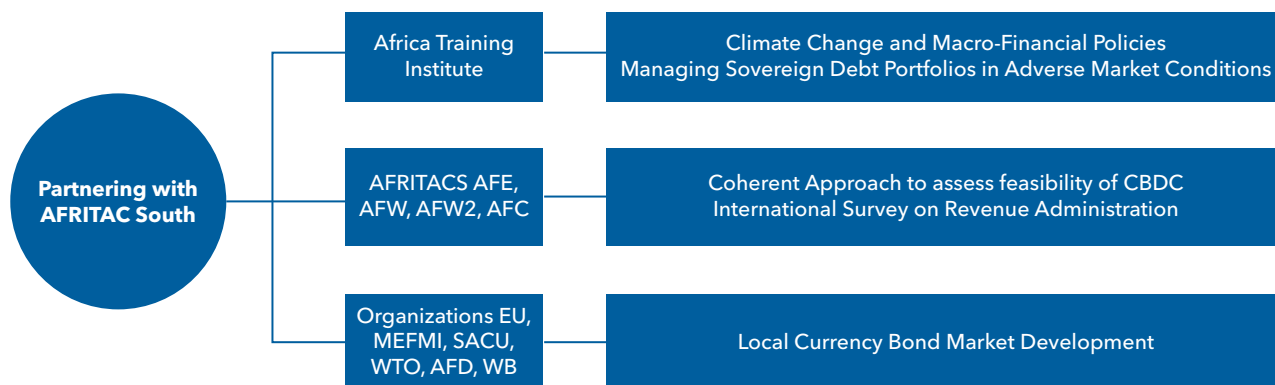 Partnering with
AFRITAC South
Africa Training
Institute
Climate Change and Macro-Financial Policies
Managing Sovereign Debt Portfolios in Adverse Market Conditions
AFRITACS AFE,
AFW, AFW2, AFC
Coherent Approach to assess feasibility of CBDC
International Survey on Revenue Administration
Organizations EU,
MEFMI, SACU,
WTO, AFD, WB
Local Currency Bond Market Development